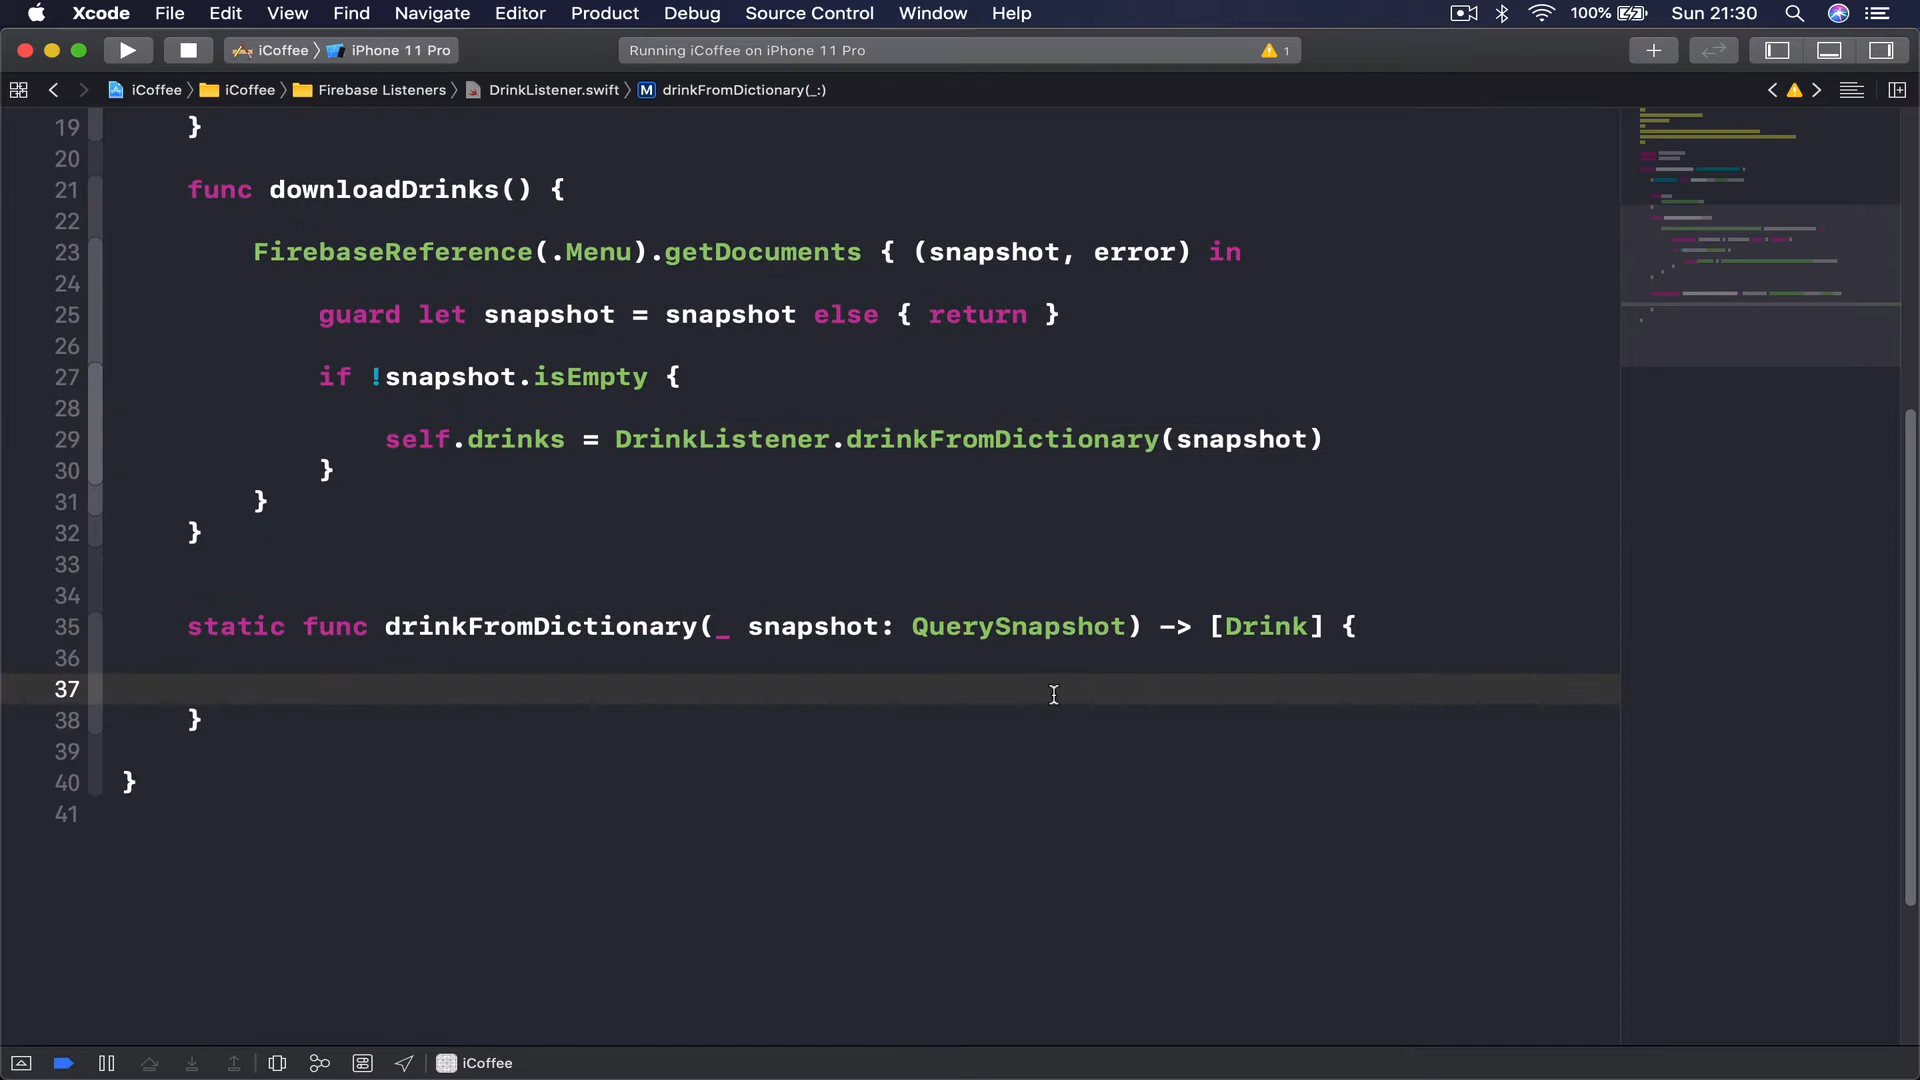 Xcode File Edit View Find Navigate Editor Product Debug Source Control Window Help 100% Sun 21:30
iCoffee iPhone 11 Pro Running iCoffee on iPhone 11 Pro 1
iCoffee iCoffee Firebase Listeners DrinkListener.swift M drinkFromDictionary(_:)
19 }
20
21 func downloadDrinks() {
22
23 FirebaseReference(.Menu).getDocuments { (snapshot, error) in
24
25 guard let snapshot = snapshot else { return }
26
27 if !snapshot.isEmpty {
28
29 self.drinks = DrinkListener.drinkFromDictionary(snapshot)
30 }
31 }
32 }
33
34
35 static func drinkFromDictionary(_ snapshot: QuerySnapshot) -> [Drink] {
36
37
38 }
39
40 }
41
iCoffee